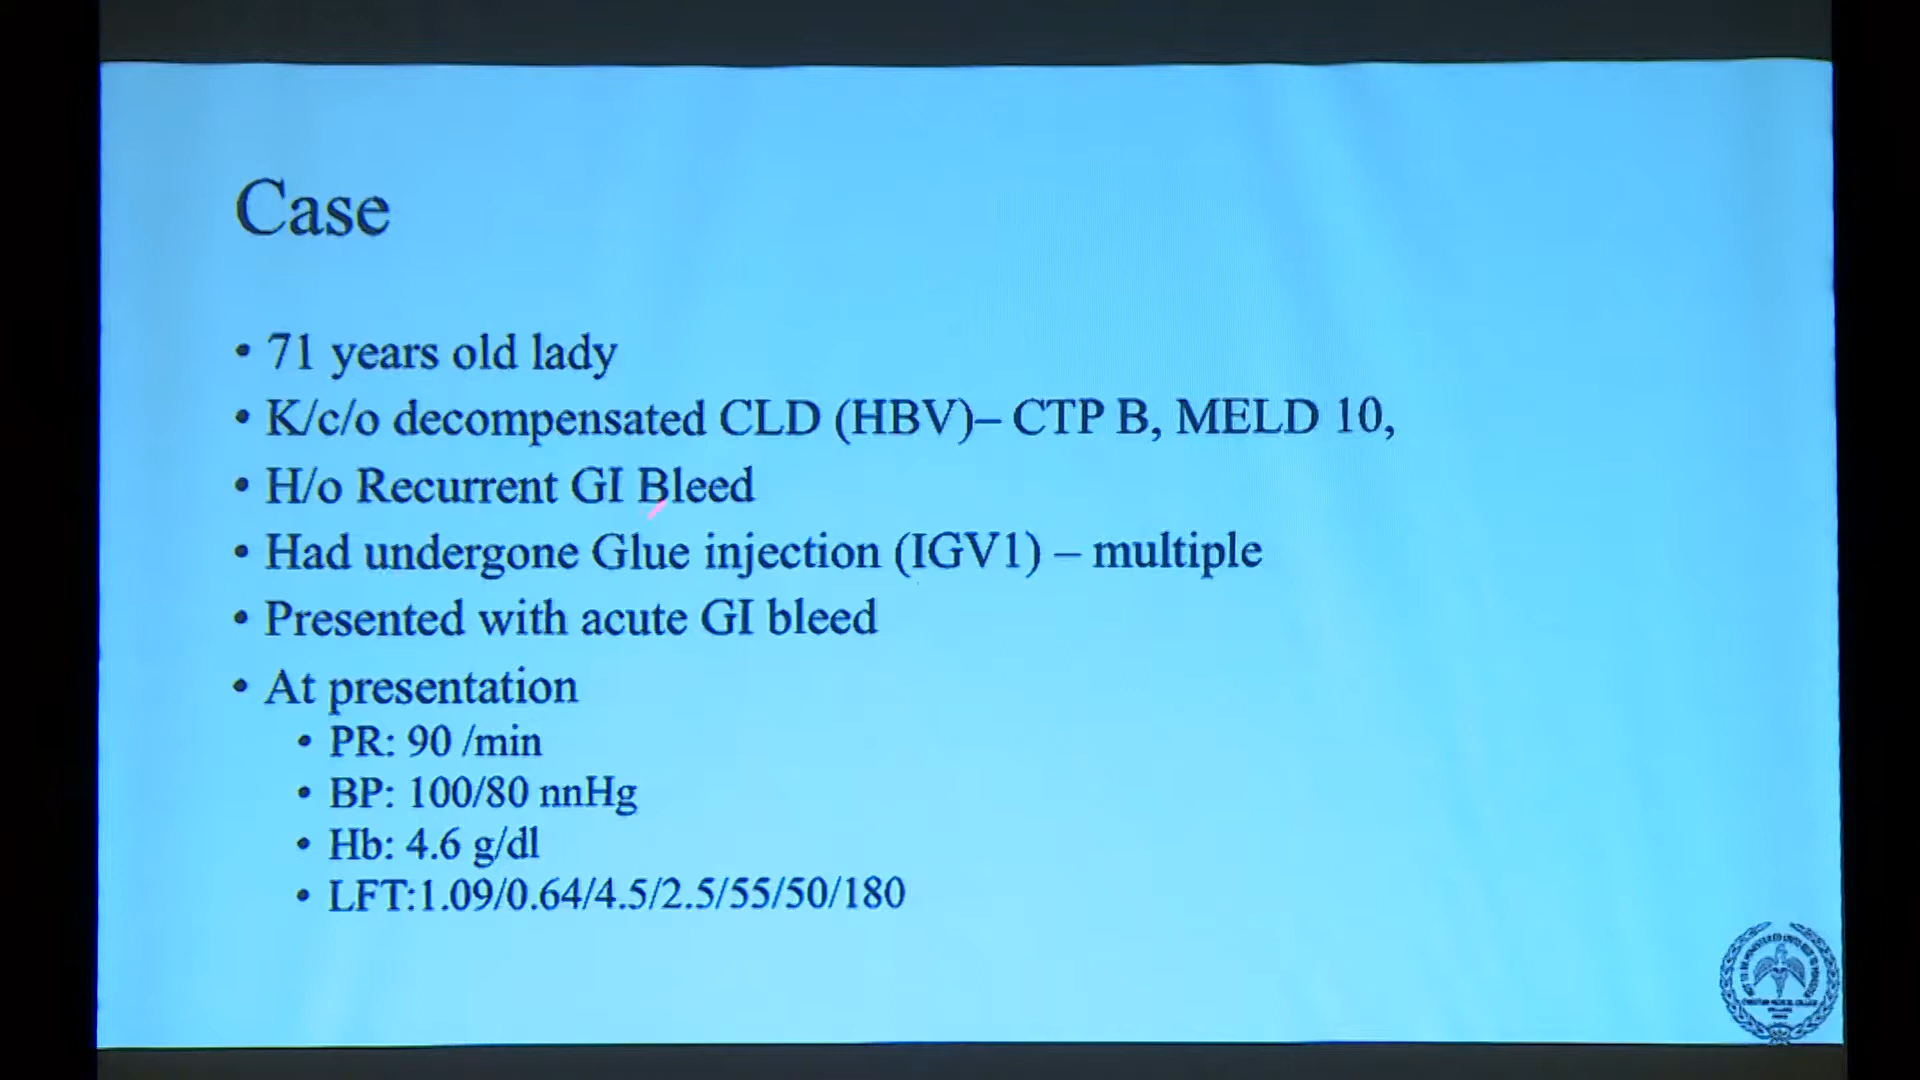 Case
• 71 years old lady
• K/c/o decompensated CLD (HBV)– CTP B, MELD 10,
• H/o Recurrent GI Bleed
• Had undergone Glue injection (IGV1) – multiple
• Presented with acute GI bleed
• At presentation
• PR: 90 /min
• BP: 100/80 nnHg
• Hb: 4.6 g/dl
• LFT:1.09/0.64/4.5/2.5/55/50/180